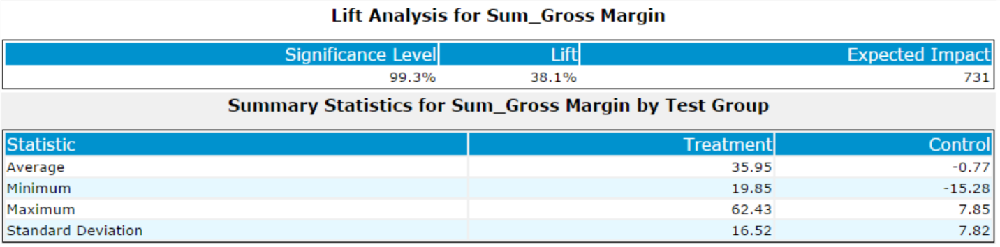 Lift Analysis for Sum_Gross Margin
Significance Level Lift Expected Impact
99.3% 38.1% 731
Summary Statistics for Sum_Gross Margin by Test Group
Statistic Treatment Control
Average 35.95 -0.77
Minimum 19.85 -15.28
Maximum 62.43 7.85
Standard Deviation 16.52 7.82